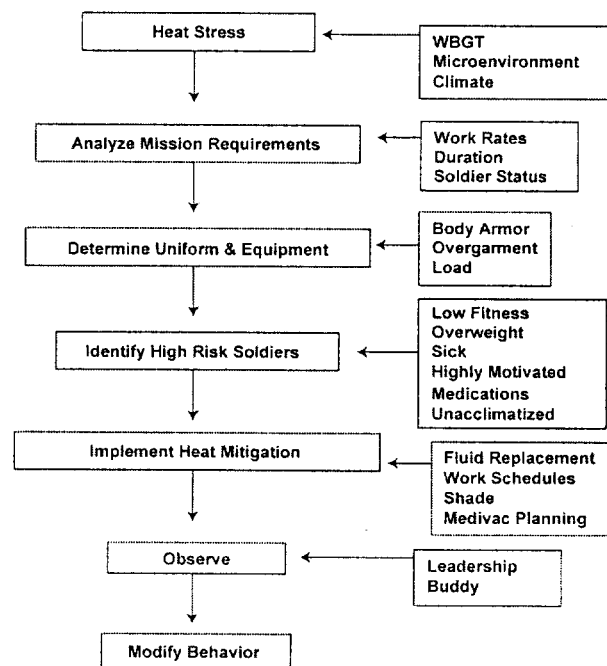 Heat Stress
WBGT
Microenvironment
Climate
Analyze Mission Requirements
Work Rates
Duration
Soldier Status
Determine Uniform & Equipment
Body Armor
Overgarment
Load
Identify High Risk Soldiers
Low Fitness
Overweight
Sick
Highly Motivated
Medications
Unacclimatized
Implement Heat Mitigation
Fluid Replacement
Work Schedules
Shade
Medivac Planning
Observe
Leadership
Buddy
Modify Behavior